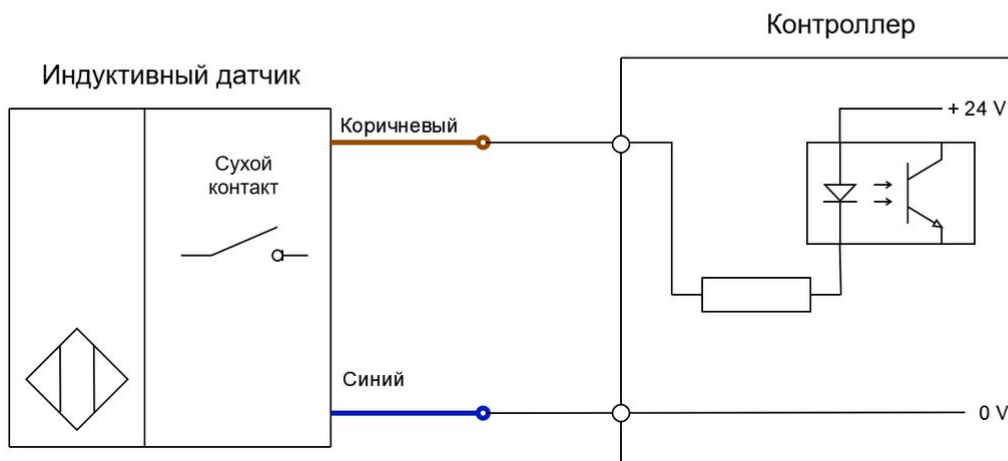 Контроллер
Индуктивный датчик
Коричневый
+ 24 V
Сухой
контакт
Синий
0 V